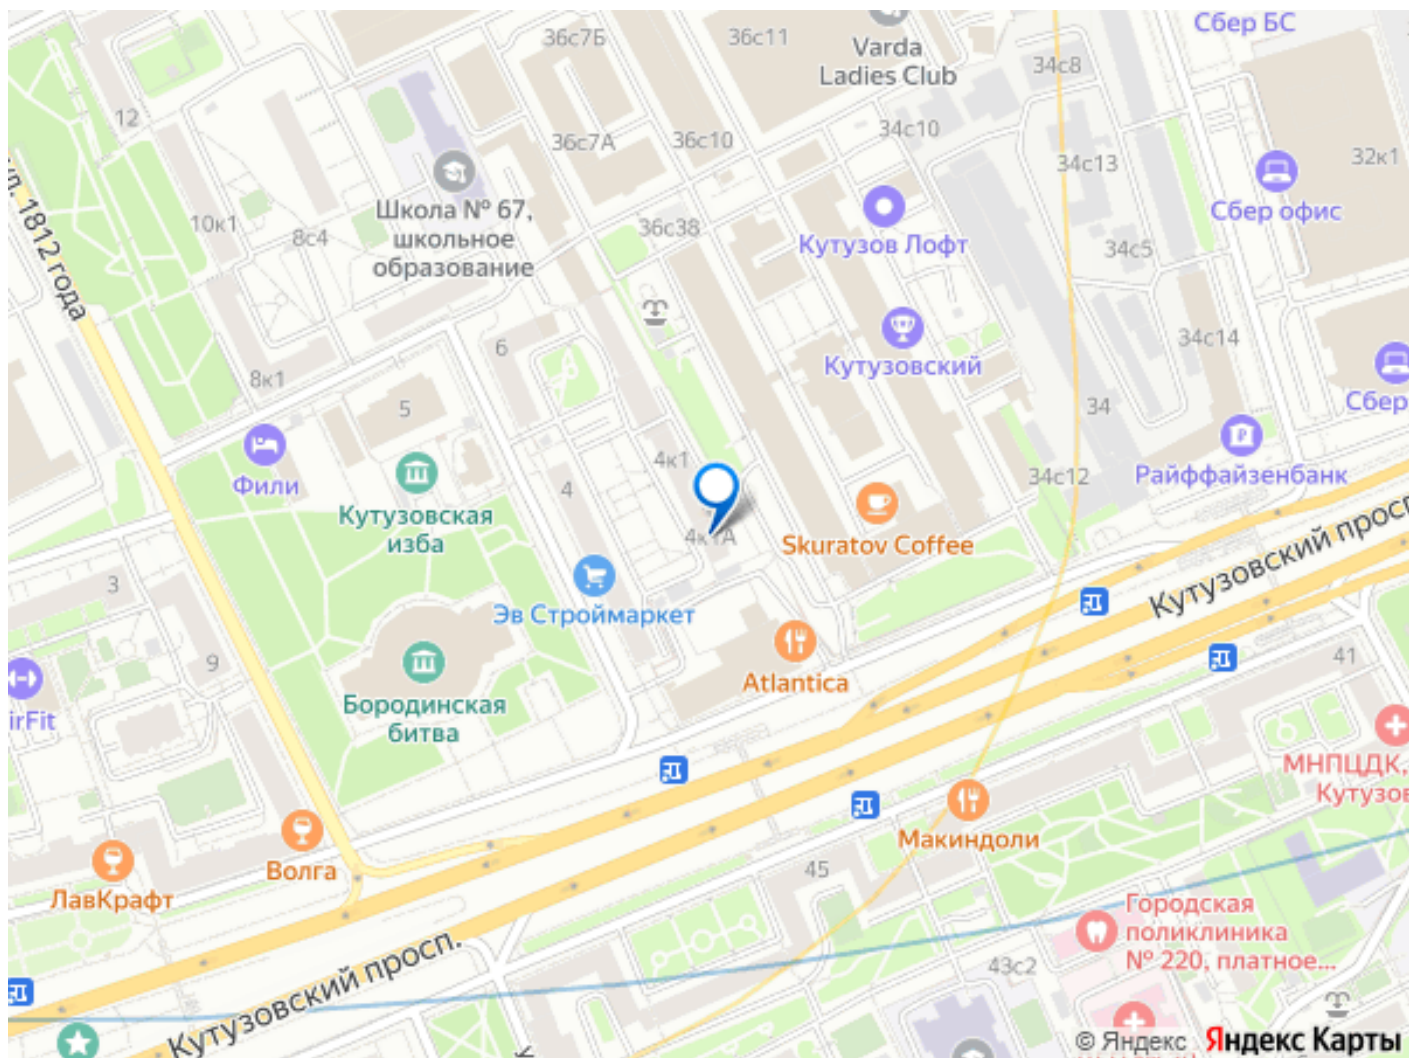 Сбер БС
36с7Б
36с11
Varda
Ladies Club
34с8
12
36с7А
36с10
34с10
34с13
32к1
Школа № 67,
школьное
образование
Сбер офис
10к1
8с4
36с38
Кутузов Лофт
34с5
ул. 1812 года
6
Кутузовский
34с14
8к1
5
34
Сбер
4к1
Фили
4
34с12
Райффайзенбанк
Кутузовская
изба
4к1А
Skuratov Coffee
Кутузовский просп
3
Эв Строймаркет
9
41
irFit
Бородинская
битва
Atlantica
МНПЦДК,
Кутузов
Макиндоли
Волга
45
ЛавКрафт
Городская
поликлиника
№ 220, платное...
Кутузовский просп.
43с2
© Яндекс Яндекс Карты